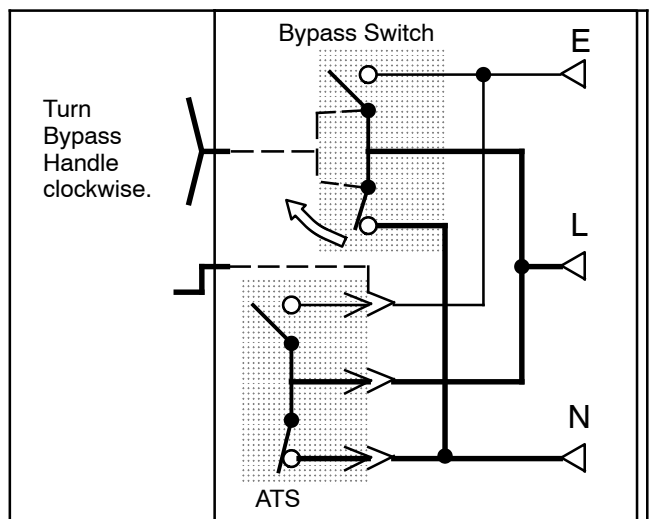 Bypass Switch
E
Turn
Bypass
Handle
clockwise.
L
N
ATS